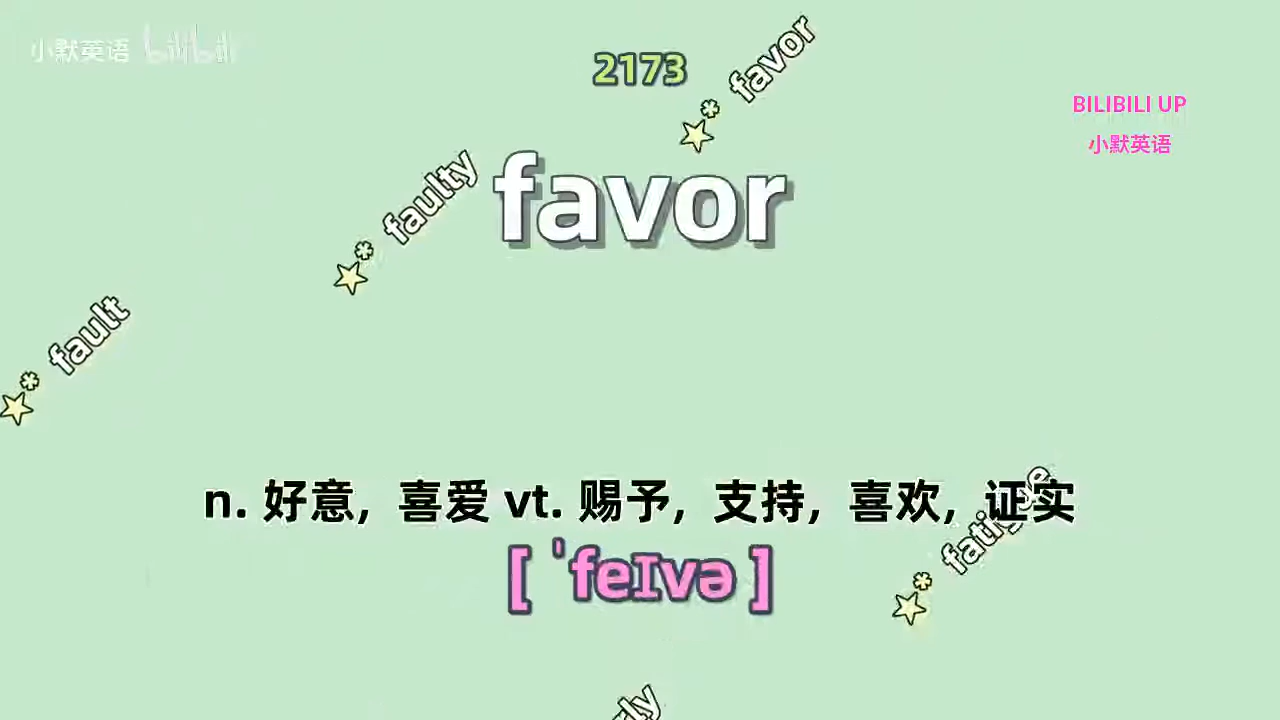 小默英语 bilibili
2173
favor
BILIBILI UP
小默英语
favor
faulty
fault
n. 好意，喜爱 vt. 赐予，支持，喜欢，证实
[ ˈfeɪvə ]